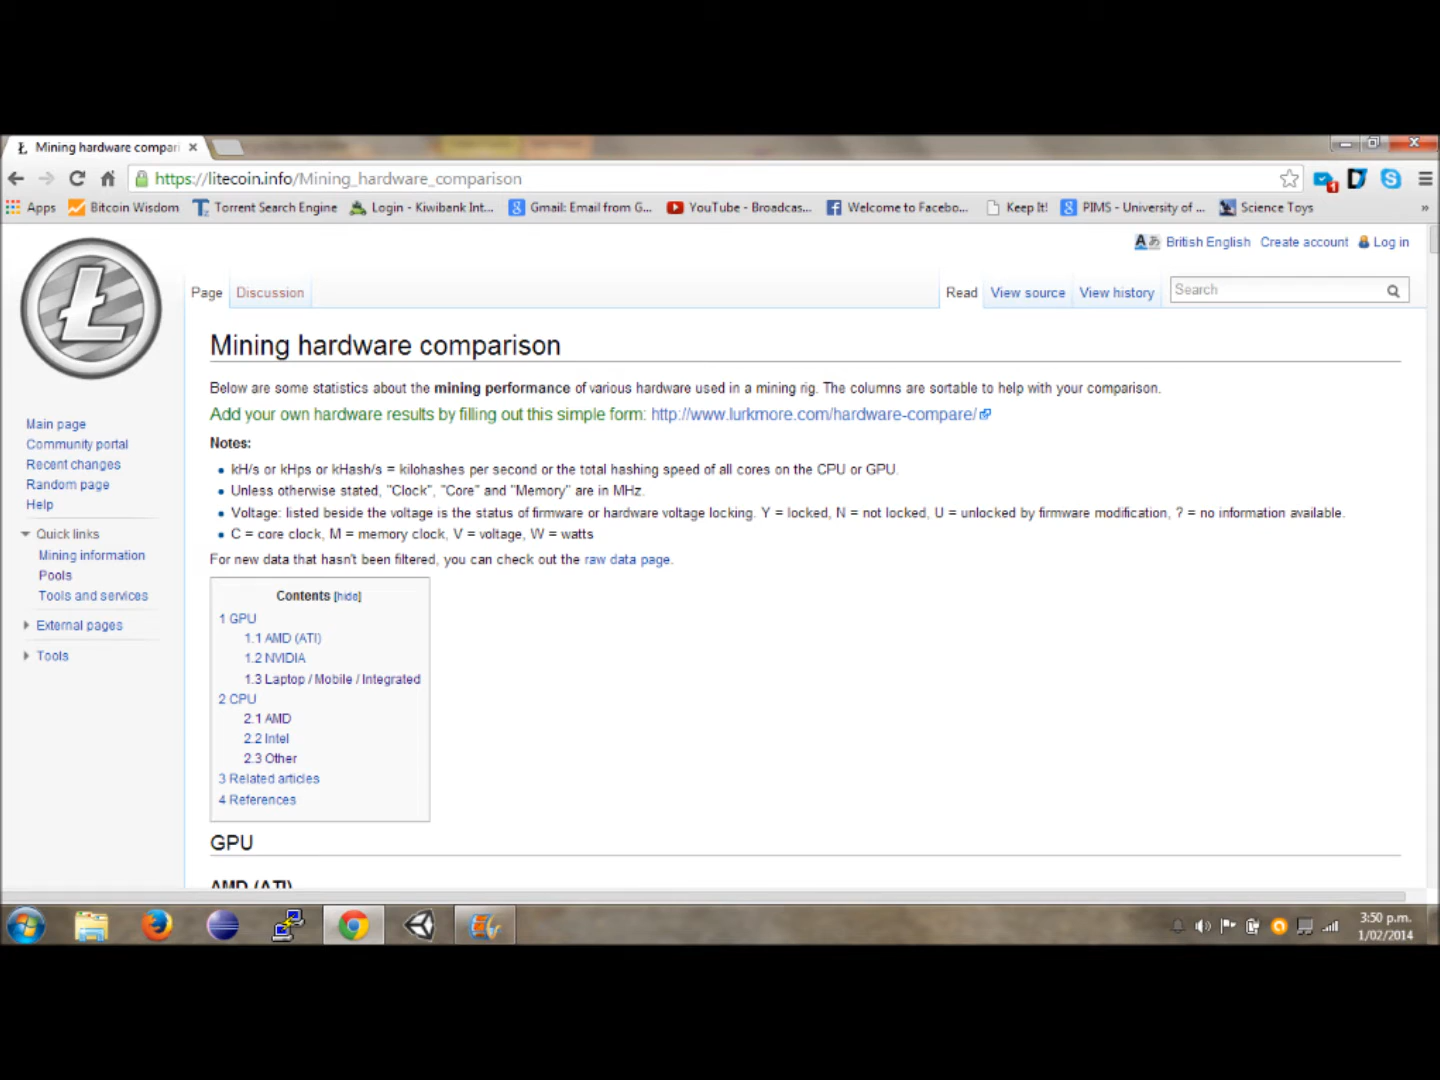 Mining hardware compari
https://litecoin.info/Mining_hardware_comparison
Apps Bitcoin Wisdom Torrent Search Engine Login - Kiwibank Int... Gmail: Email from G... YouTube - Broadcas... Welcome to Facebo... Keep It! PIMS - University of ... Science Toys »
British English Create account Log in
Page Discussion Read View source View history Search
Mining hardware comparison
Below are some statistics about the mining performance of various hardware used in a mining rig. The columns are sortable to help with your comparison.
Add your own hardware results by filling out this simple form: http://www.lurkmore.com/hardware-compare/
Notes:
• kH/s or kHps or kHash/s = kilohashes per second or the total hashing speed of all cores on the CPU or GPU.
• Unless otherwise stated, "Clock", "Core" and "Memory" are in MHz.
• Voltage: listed beside the voltage is the status of firmware or hardware voltage locking. Y = locked, N = not locked, U = unlocked by firmware modification, ? = no information available.
• C = core clock, M = memory clock, V = voltage, W = watts
For new data that hasn't been filtered, you can check out the raw data page.
Main page
Community portal
Recent changes
Random page
Help
Quick links
Mining information
Pools
Tools and services
External pages
Tools
Contents [hide]
1 GPU
1.1 AMD (ATI)
1.2 NVIDIA
1.3 Laptop / Mobile / Integrated
2 CPU
2.1 AMD
2.2 Intel
2.3 Other
3 Related articles
4 References
GPU
AMD (ATI)
3:50 p.m.
1/02/2014